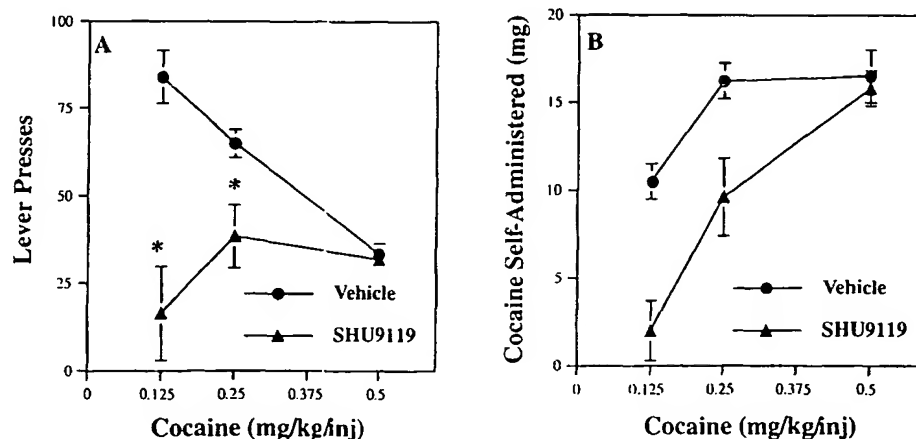 A
Lever Presses
100
75
50
25
0
*
*
Vehicle
SHU9119
0
0.125
0.25
0.375
0.5
Cocaine (mg/kg/inj)
B
Cocaine Self-Administered (mg)
20
15
10
5
0
Vehicle
SHU9119
0
0.125
0.25
0.375
0.5
Cocaine (mg/kg/inj)